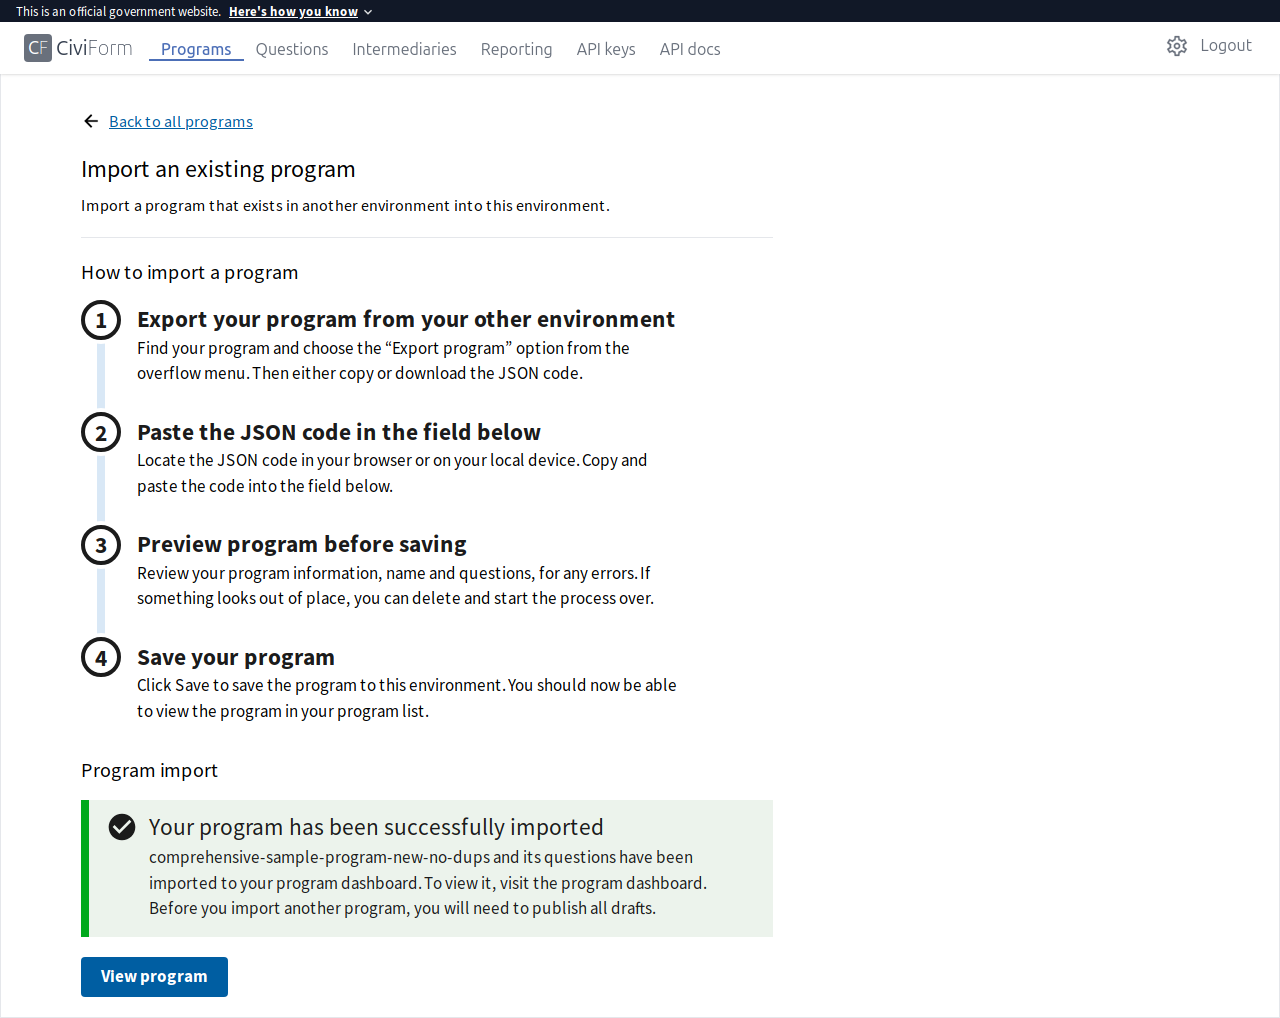 This is an official government website. Here's how you know
CF CiviForm Programs Questions Intermediaries Reporting API keys API docs Logout
Back to all programs
Import an existing program
Import a program that exists in another environment into this environment.
How to import a program
1 Export your program from your other environment
Find your program and choose the “Export program” option from the
overflow menu. Then either copy or download the JSON code.
2 Paste the JSON code in the field below
Locate the JSON code in your browser or on your local device. Copy and
paste the code into the field below.
3 Preview program before saving
Review your program information, name and questions, for any errors. If
something looks out of place, you can delete and start the process over.
4 Save your program
Click Save to save the program to this environment. You should now be able
to view the program in your program list.
Program import
Your program has been successfully imported
comprehensive-sample-program-new-no-dups and its questions have been
imported to your program dashboard. To view it, visit the program dashboard.
Before you import another program, you will need to publish all drafts.
View program